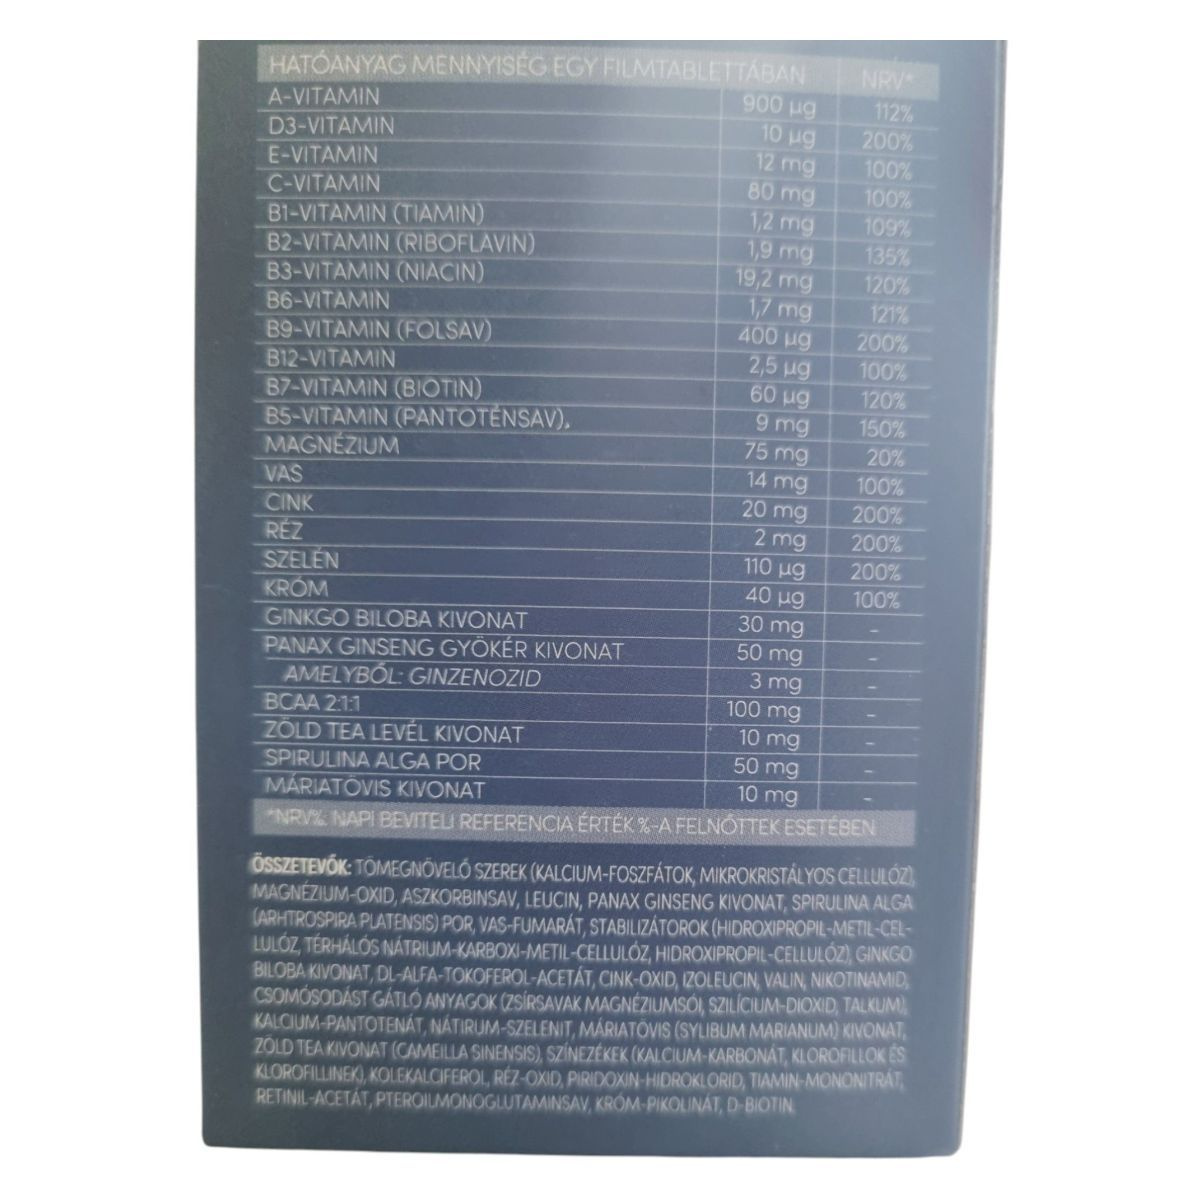 HATÓANYAG MENNYISÉG EGY FILMTABLETTÁBAN NRV*
A-VITAMIN 900 µg 112%
D3-VITAMIN 10 µg 200%
E-VITAMIN 12 mg 100%
C-VITAMIN 80 mg 100%
B1-VITAMIN (TIAMIN) 1,2 mg 109%
B2-VITAMIN (RIBOFLAVIN) 1,9 mg 135%
B3-VITAMIN (NIACIN) 19,2 mg 120%
B6-VITAMIN 1,7 mg 121%
B9-VITAMIN (FOLSAV) 400 µg 200%
B12-VITAMIN 2,5 µg 100%
B7-VITAMIN (BIOTIN) 60 µg 120%
B5-VITAMIN (PANTOTÉNSAV), 9 mg 150%
MAGNÉZIUM 75 mg 20%
VAS 14 mg 100%
CINK 20 mg 200%
RÉZ 2 mg 200%
SZELÉN 110 µg 200%
KRÓM 40 µg 100%
GINKGO BILOBA KIVONAT 30 mg -
PANAX GINSENG GYÖKÉR KIVONAT 50 mg -
AMELYBŐL: GINZENOZID 3 mg -
BCAA 2:1:1 100 mg -
ZÖLD TEA LEVÉL KIVONAT 10 mg -
SPIRULINA ALGA POR 50 mg -
MÁRIATÖVIS KIVONAT 10 mg -
*NRV%: NAPI BEVITELI REFERENCIA ÉRTÉK %-A FELNŐTTEK ESETÉBEN
ÖSSZETEVŐK: TÖMEGNÖVELŐ SZEREK (KALCIUM-FOSZFÁTOK, MIKROKRISTÁLYOS CELLULÓZ),
MAGNÉZIUM-OXID, ASZKORBINSAV, LEUCIN, PANAX GINSENG KIVONAT, SPIRULINA ALGA
(ARHTROSPIRA PLATENSIS) POR, VAS-FUMARÁT, STABILIZÁTOROK (HIDROXIPROPIL-METIL-CEL-
LULÓZ, TÉRHÁLÓS NÁTRIUM-KARBOXI-METIL-CELLULÓZ, HIDROXIPROPIL-CELLULÓZ), GINKGO
BILOBA KIVONAT, DL-ALFA-TOKOFEROL-ACETÁT, CINK-OXID, IZOLEUCIN, VALIN, NIKOTINAMID,
CSOMÓSODÁST GÁTLÓ ANYAGOK (ZSÍRSAVAK MAGNÉZIUMSÓI, SZILÍCIUM-DIOXID, TALKUM),
KALCIUM-PANTOTENÁT, NÁTIRUM-SZELENIT, MÁRIATÖVIS (SYLIBUM MARIANUM) KIVONAT,
ZÖLD TEA KIVONAT (CAMEILLA SINENSIS), SZÍNEZÉKEK (KALCIUM-KARBONÁT, KLOROFILLOK ÉS
KLOROFILLINEK), KOLEKALCIFEROL, RÉZ-OXID, PIRIDOXIN-HIDROKLORID, TIAMIN-MONONITRÁT,
RETINIL-ACETÁT, PTEROILMONOGLUTAMINSAV, KRÓM-PIKOLINÁT, D-BIOTIN.